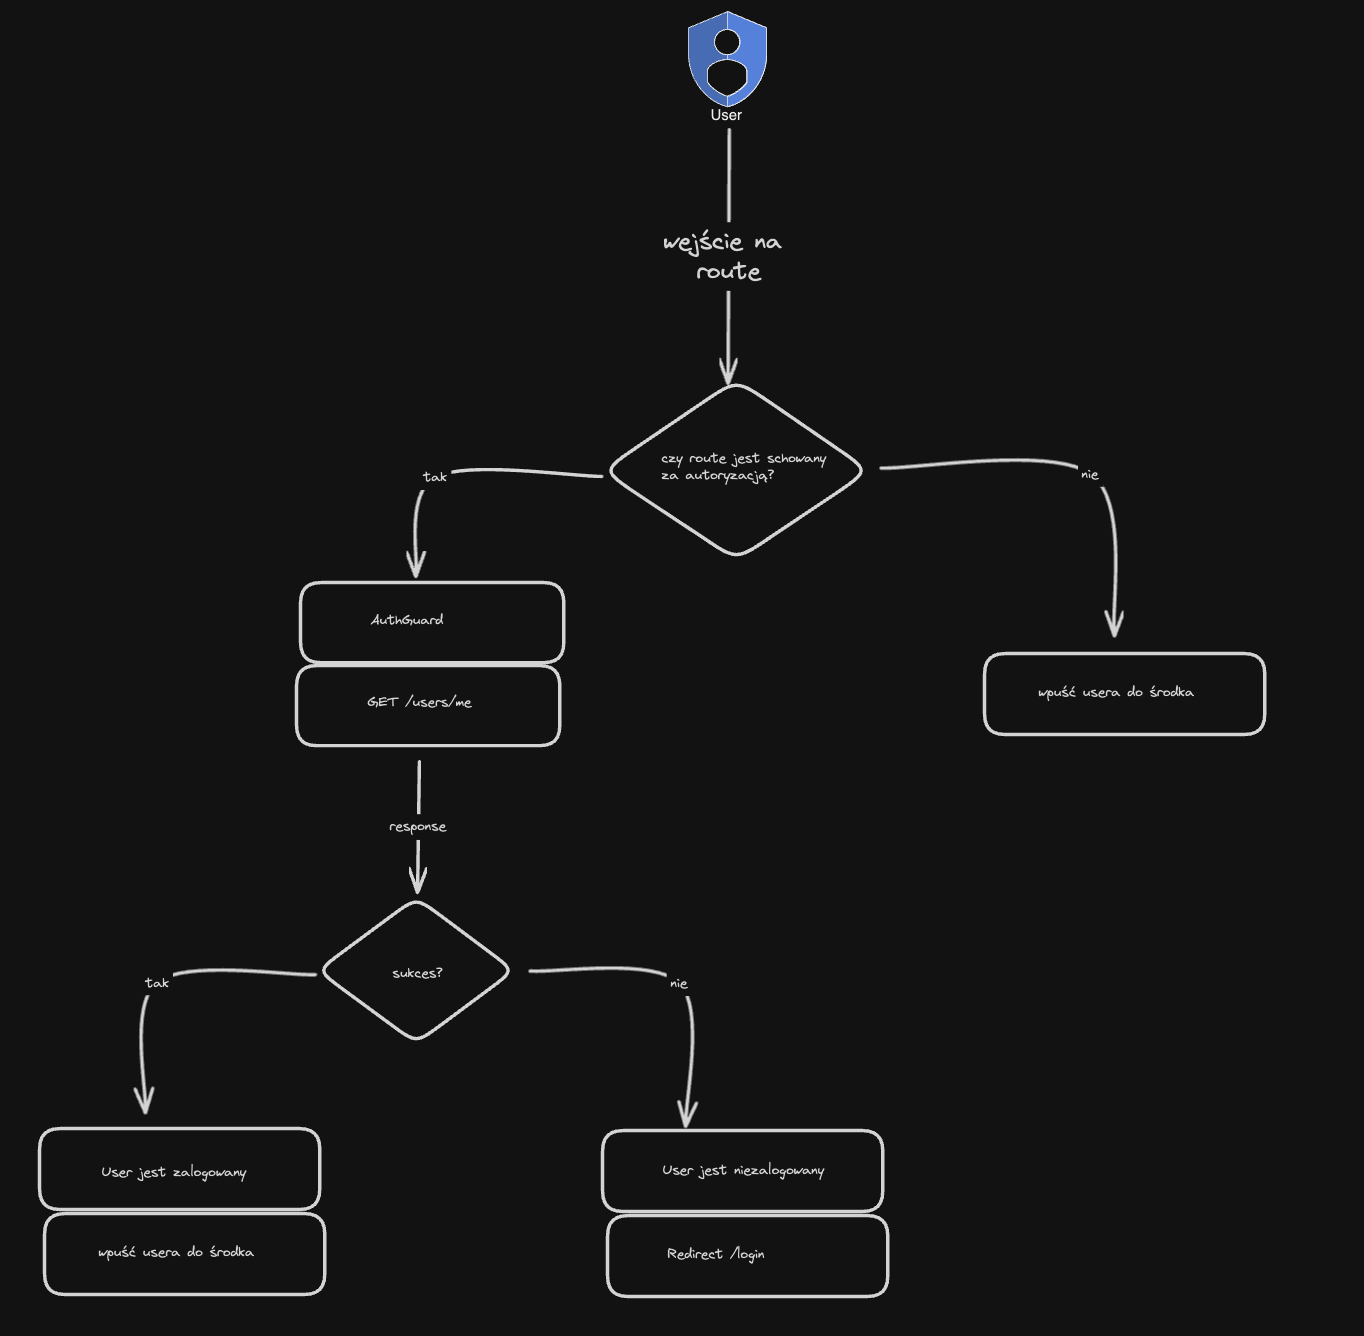 User
wejście na
route
czy route jest schowany
za autoryzacją?
tak
nie
AuthGuard
GET /users/me
wpuść usera do środka
response
sukces?
tak
nie
User jest zalogowany
wpuść usera do środka
User jest niezalogowany
Redirect /login